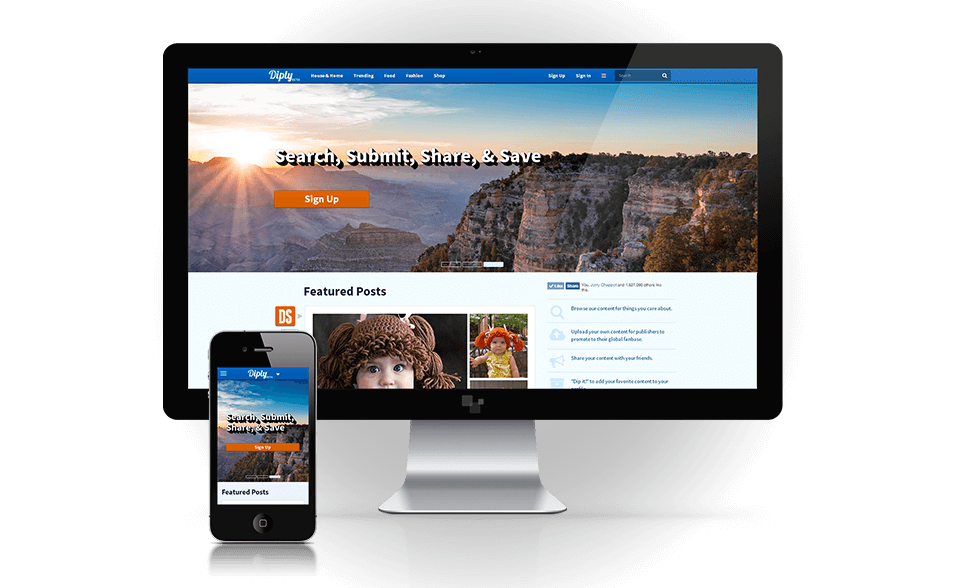 Diply BETA House & Home Trending Food Fashion Shop Sign Up Sign In Search
Search, Submit, Share, & Save
Sign Up
Featured Posts
Like Share You, Jony Chappot and 1,627,090 others like
this.
DS
Browse our content for things you care about.
Upload your own content for publishers to
promote to their global fanbase.
Share your content with your friends.
"Dip it!" to add your favorite content to your
Diply BETA
Search, Submit,
Share, & Save
Sign Up
Featured Posts